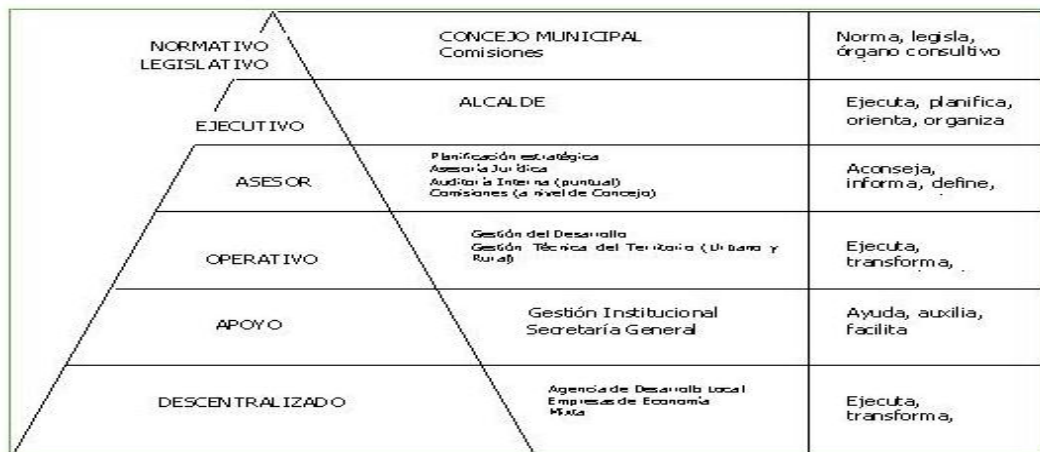 NORMATIVO
LEGISLATIVO
CONCEJO MUNICIPAL
Comisiones
Norma, legisla,
órgano consultivo
EJECUTIVO
ALCALDE
Ejecuta, planifica,
orienta, organiza
ASESOR
Planificación estratégica
Asesoría Jurídica
Auditoría Interna (puntual)
Comisiones (a nivel de Concejo)
Aconseja,
informa, define,
OPERATIVO
Gestión del Desarrollo
Gestión Técnica del Territorio (Urbano y
Rural)
Ejecuta,
transforma,
APOYO
Gestión Institucional
Secretaría General
Ayuda, auxilia,
facilita
DESCENTRALIZADO
Agencia de Desarrollo Local
Empresas de Economía
Mixta
Ejecuta,
transforma,